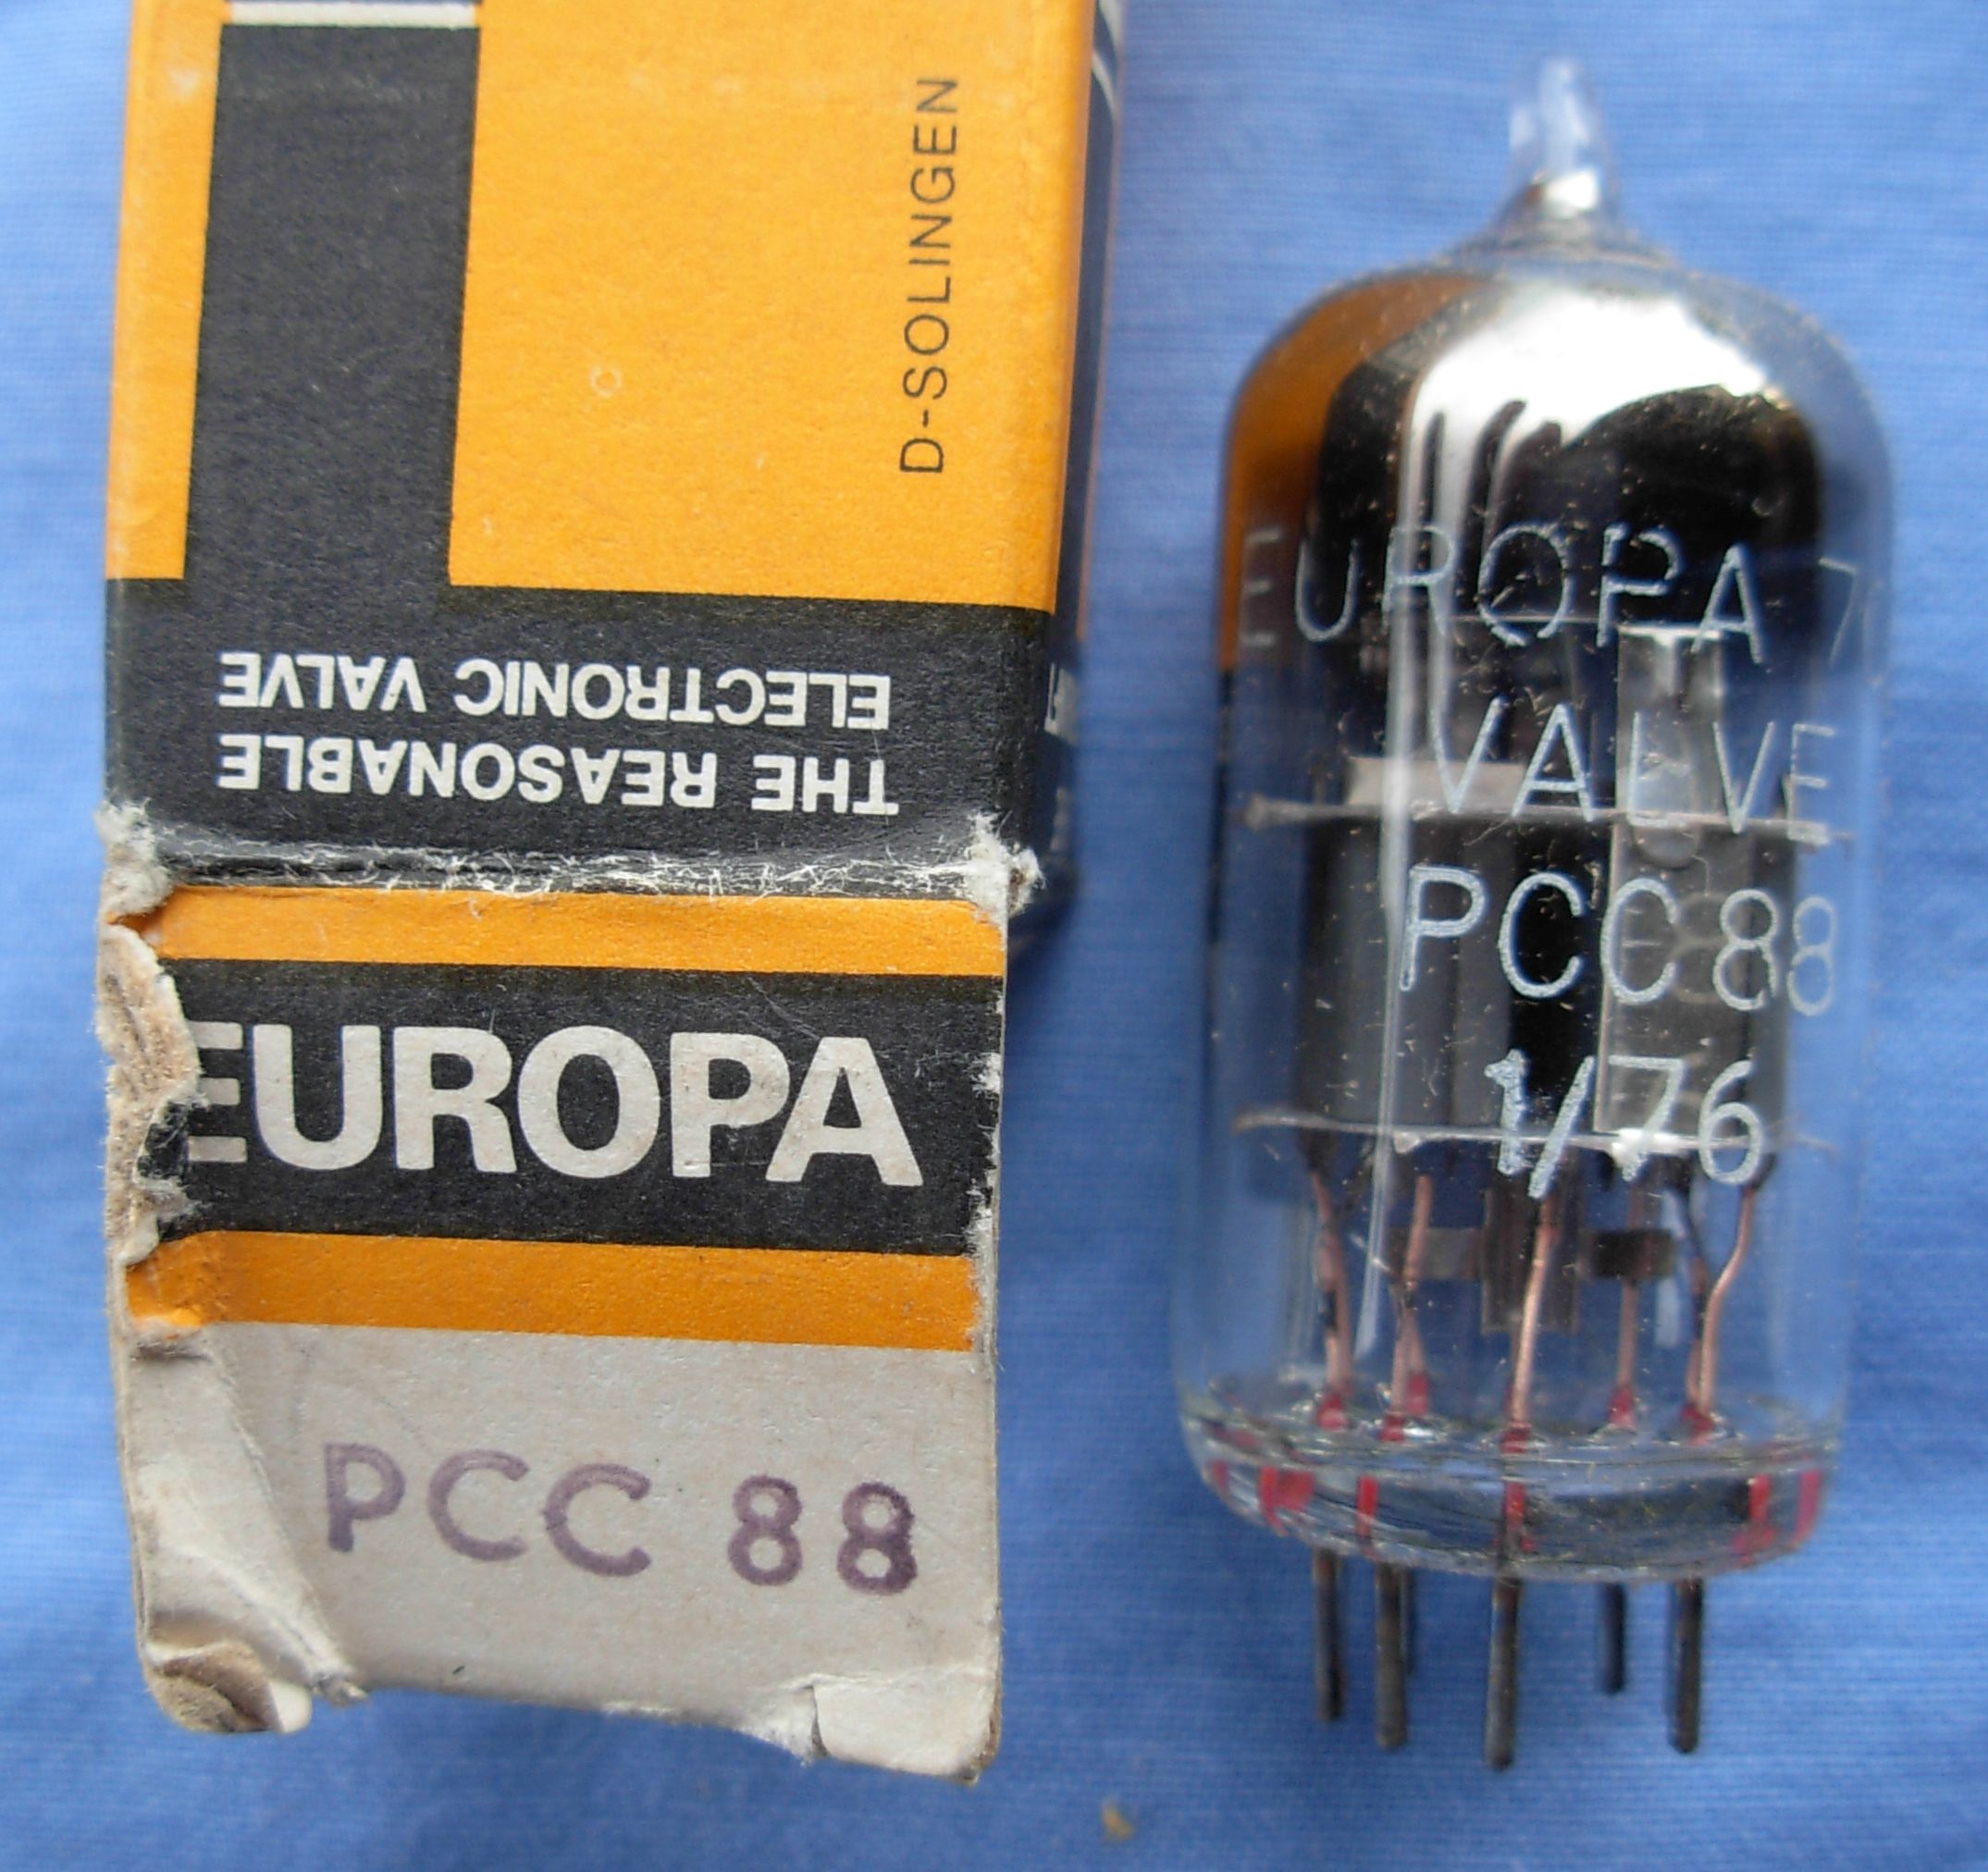 D-SOLINGEN
THE REASONABLE
ELECTRONIC VALVE
EUROPA
PCC 88
EUROPA
VALVE
PCC 88
1/76